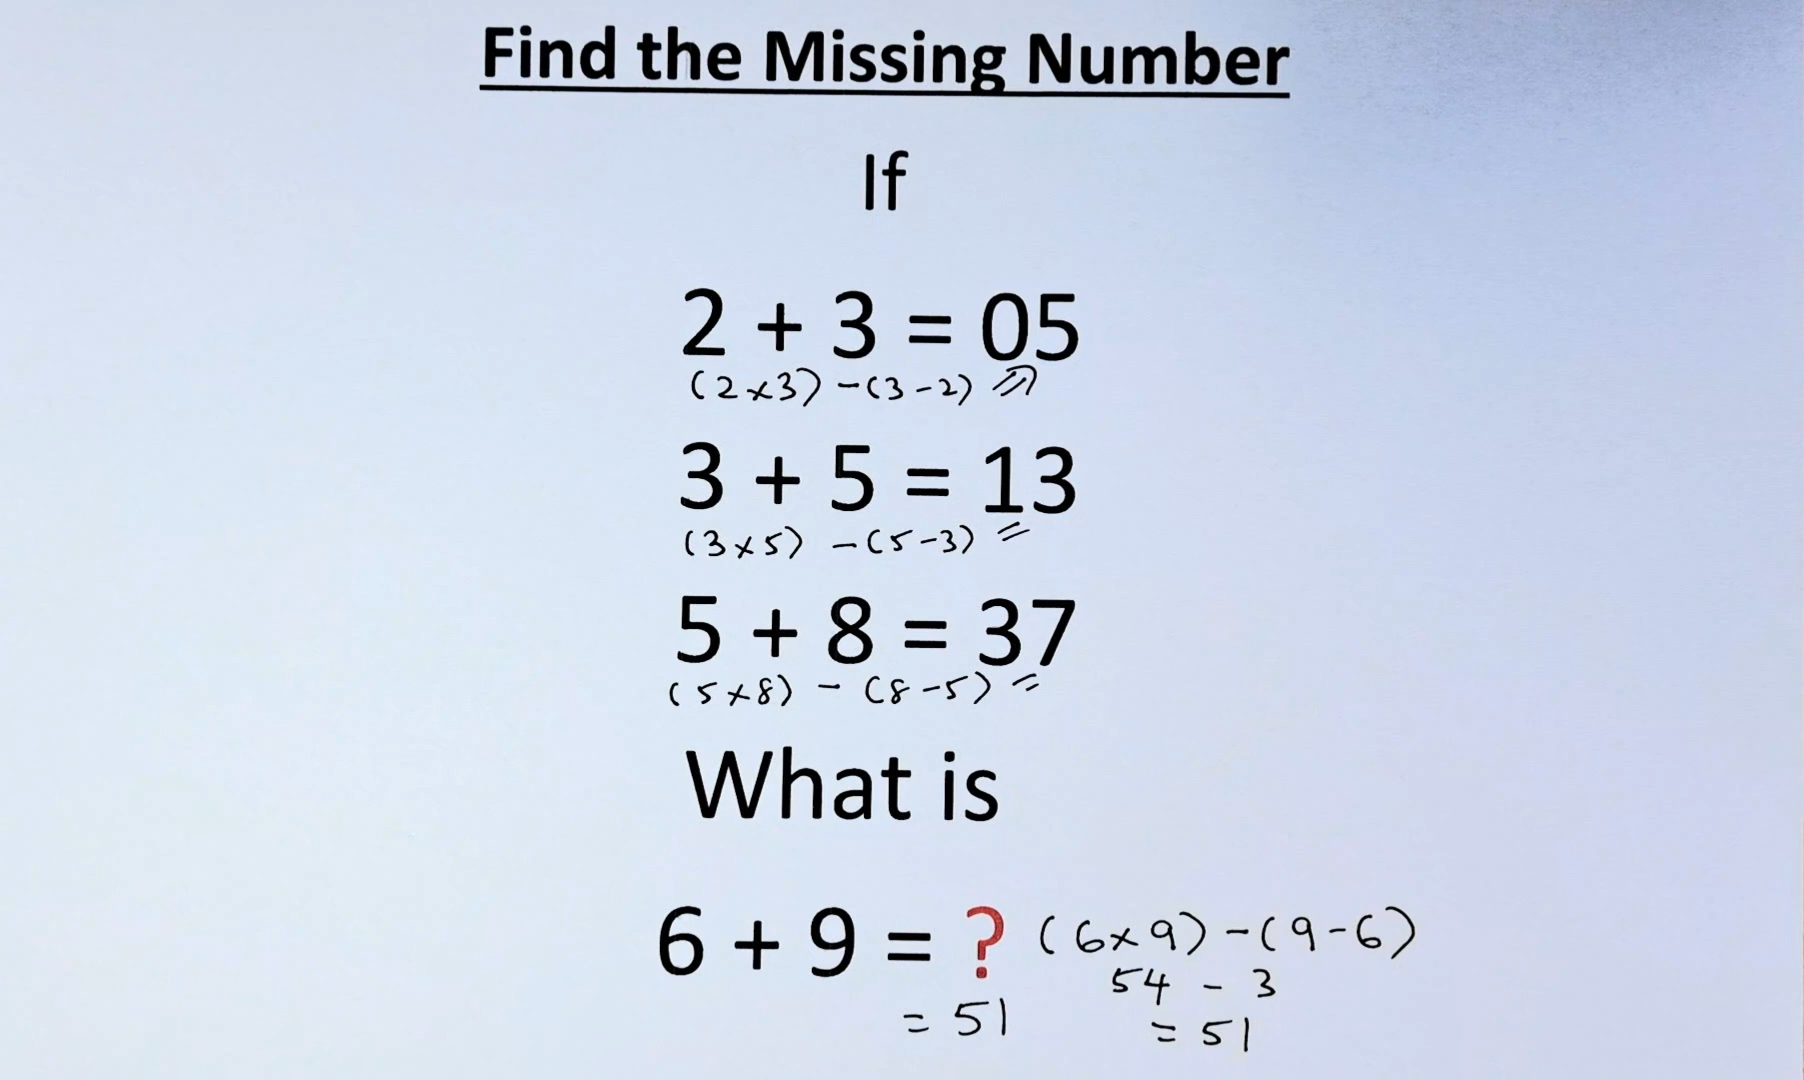 Find the Missing Number
If
2 + 3 = 05
(2×3) -(3-2)
3 + 5 = 13
(3×5) -(5-3) =
5 + 8 = 37
(5×8) - (8-5) =
What is
6 + 9 = ? (6×9) -(9-6)
54 - 3
= 51 = 51